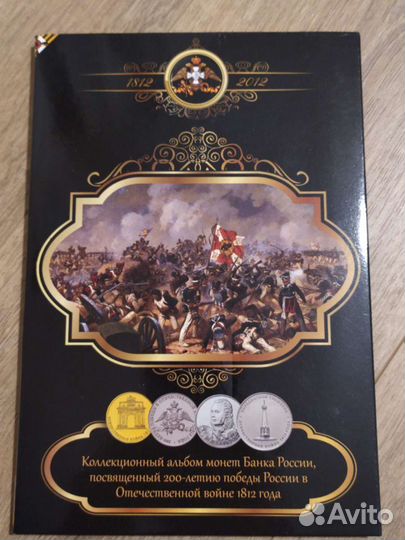 1812 2012
Коллекционный альбом монет Банка России,
посвященный 200-летию победы России в
Отечественной войне 1812 года
Avito